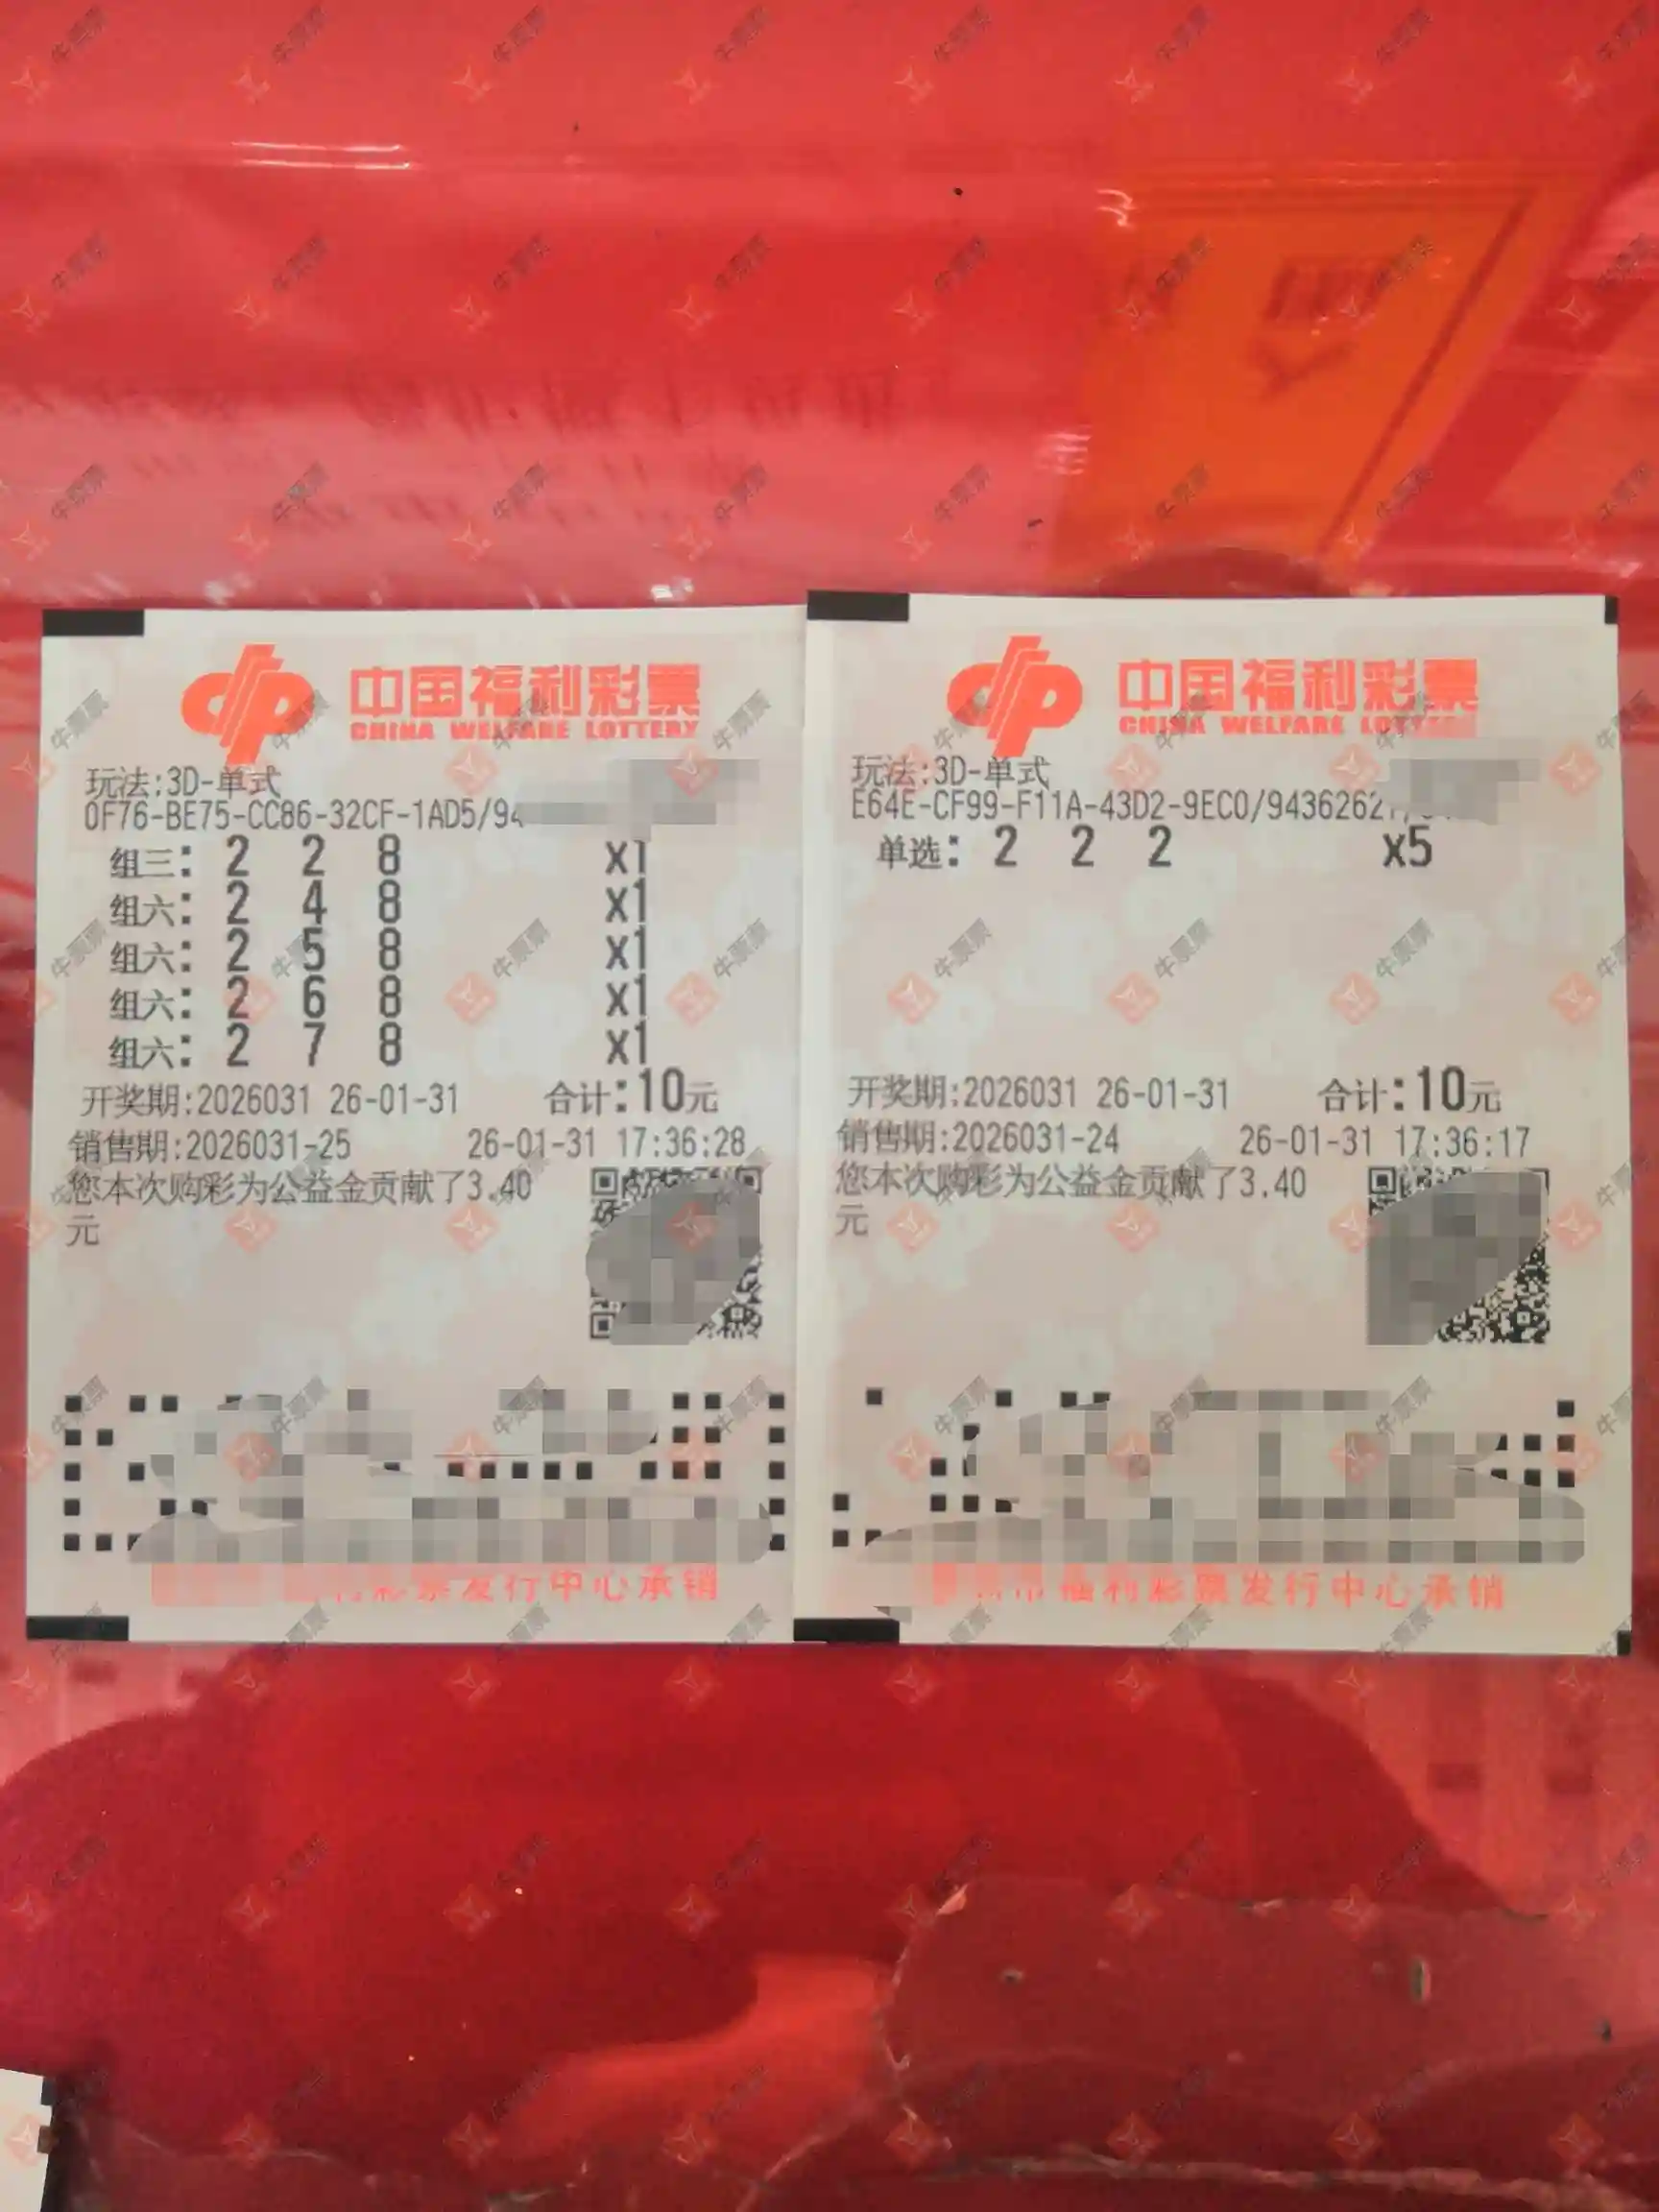 中国福利彩票
CHINA WELFARE LOTTERY
玩法:3D-单式
0F76-BE75-CC86-32CF-1AD5/94
组三: 2 2 8 x1
组六: 2 4 8 x1
组六: 2 5 8 x1
组六: 2 6 8 x1
组六: 2 7 8 x1
开奖期:2026031 26-01-31 合计:10元
销售期:2026031-25 26-01-31 17:36:28
您本次购彩为公益金贡献了3.40
元
利彩票发行中心承销
中国福利彩票
CHINA WELFARE LOTTERY
玩法:3D-单式
E64E-CF99-F11A-43D2-9EC0/9436262
单选: 2 2 2 x5
开奖期:2026031 26-01-31 合计:10元
销售期:2026031-24 26-01-31 17:36:17
您本次购彩为公益金贡献了3.40
元
市福利彩票发行中心承销
牛票票